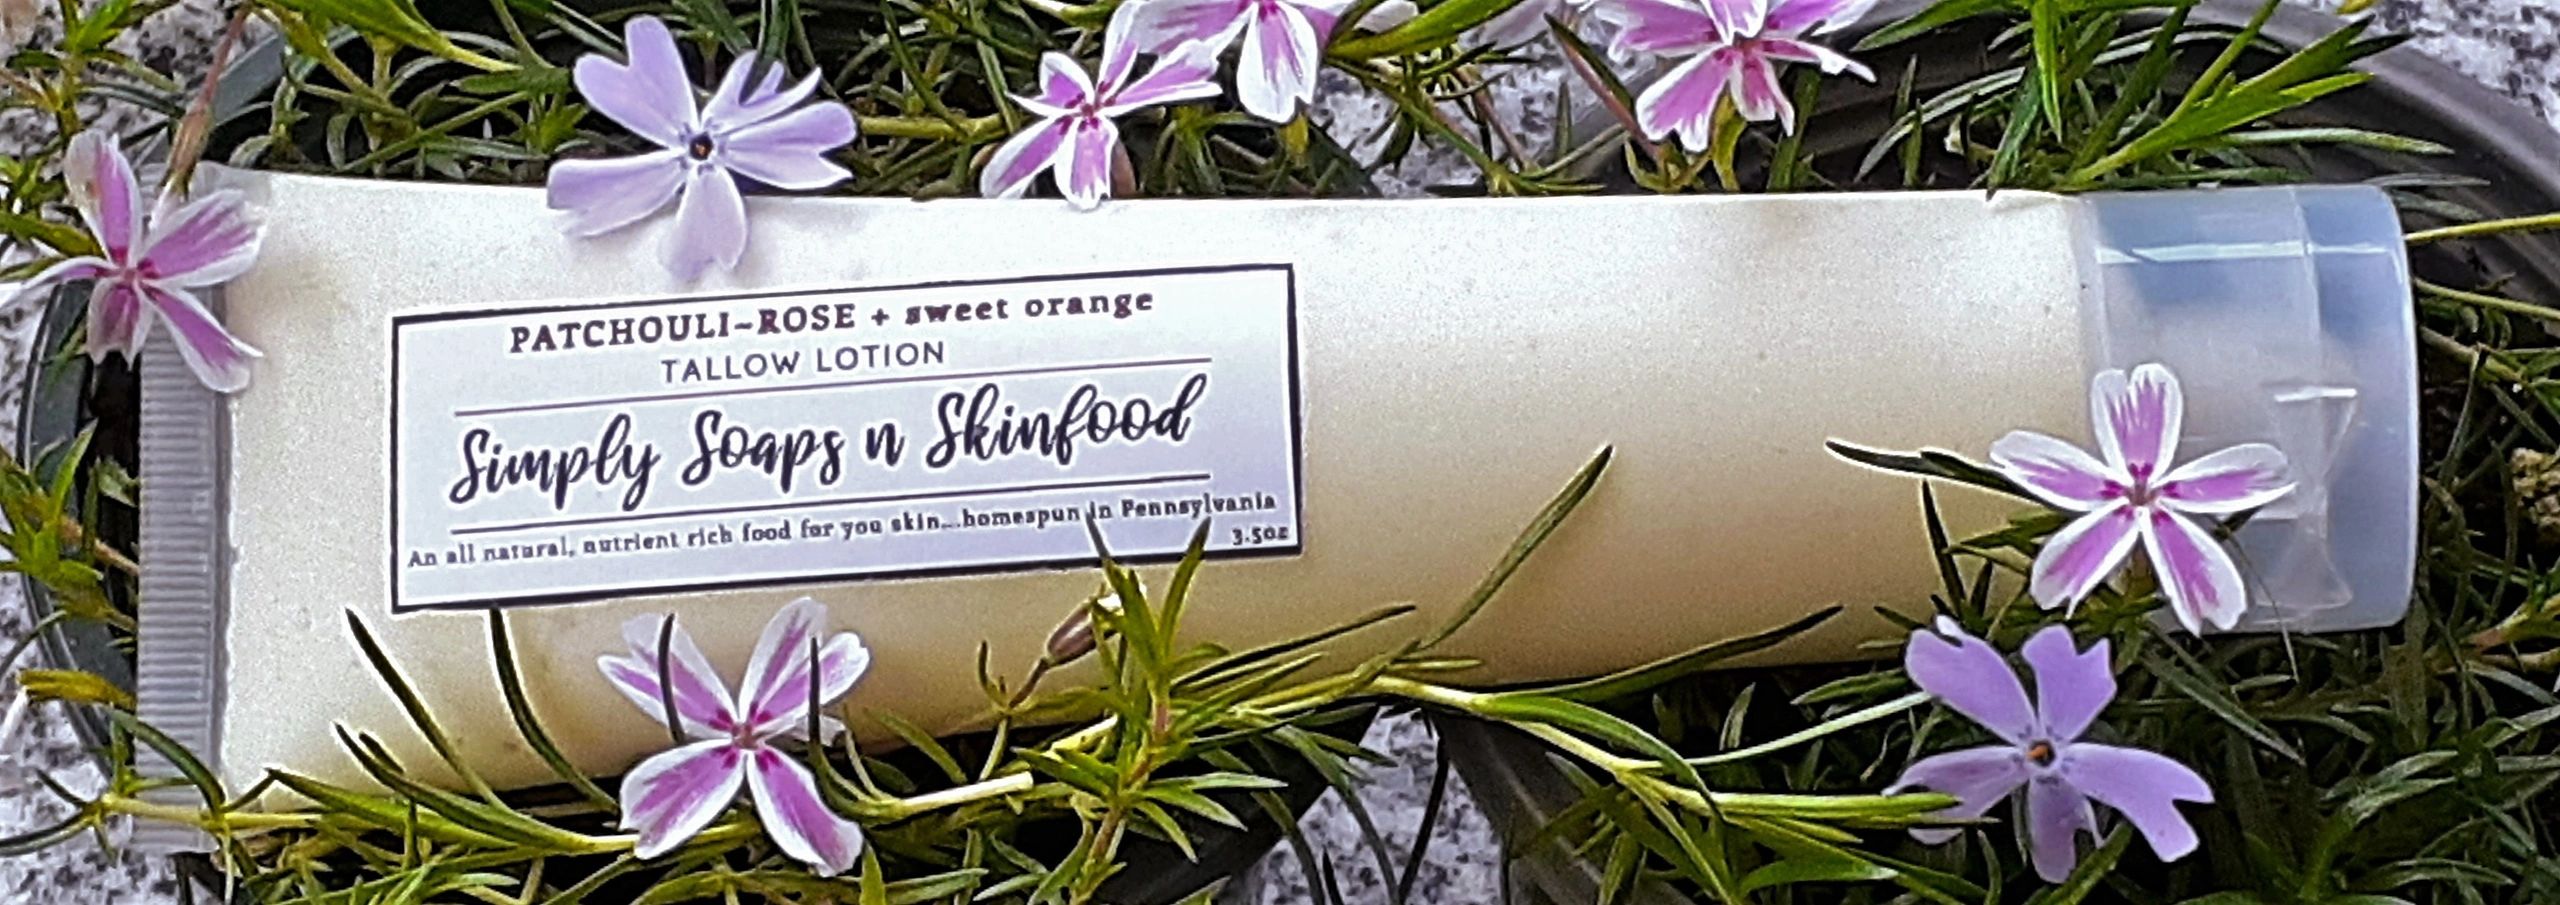 PATCHOULI~ROSE + sweet orange
TALLOW LOTION
Simply Soaps n Skinfood
An all natural, nutrient rich food for you skin...homespun in Pennsylvania
3.5oz